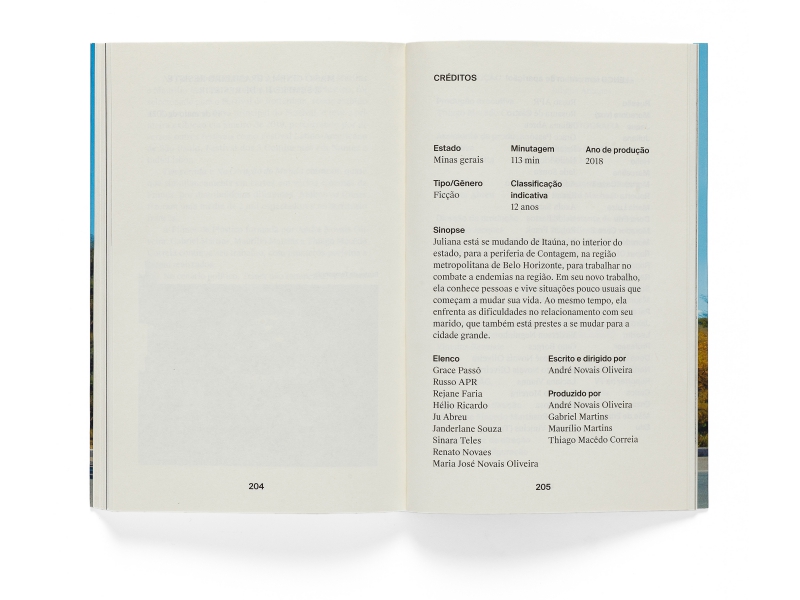 CRÉDITOS
Estado
Minas gerais
Minutagem
113 min
Ano de produção
2018
Tipo/Gênero
Ficção
Classificação
indicativa
12 anos
Sinopse
Juliana está se mudando de Itaúna, no interior do
estado, para a periferia de Contagem, na região
metropolitana de Belo Horizonte, para trabalhar no
combate a endemias na região. Em seu novo trabalho,
ela conhece pessoas e vive situações pouco usuais que
começam a mudar sua vida. Ao mesmo tempo, ela
enfrenta as dificuldades no relacionamento com seu
marido, que também está prestes a se mudar para a
cidade grande.
Elenco
Grace Passô
Russo APR
Rejane Faria
Hélio Ricardo
Ju Abreu
Janderlane Souza
Sinara Teles
Renato Novaes
Maria José Novais Oliveira
Escrito e dirigido por
André Novais Oliveira
Produzido por
André Novais Oliveira
Gabriel Martins
Maurílio Martins
Thiago Macêdo Correia
204
205